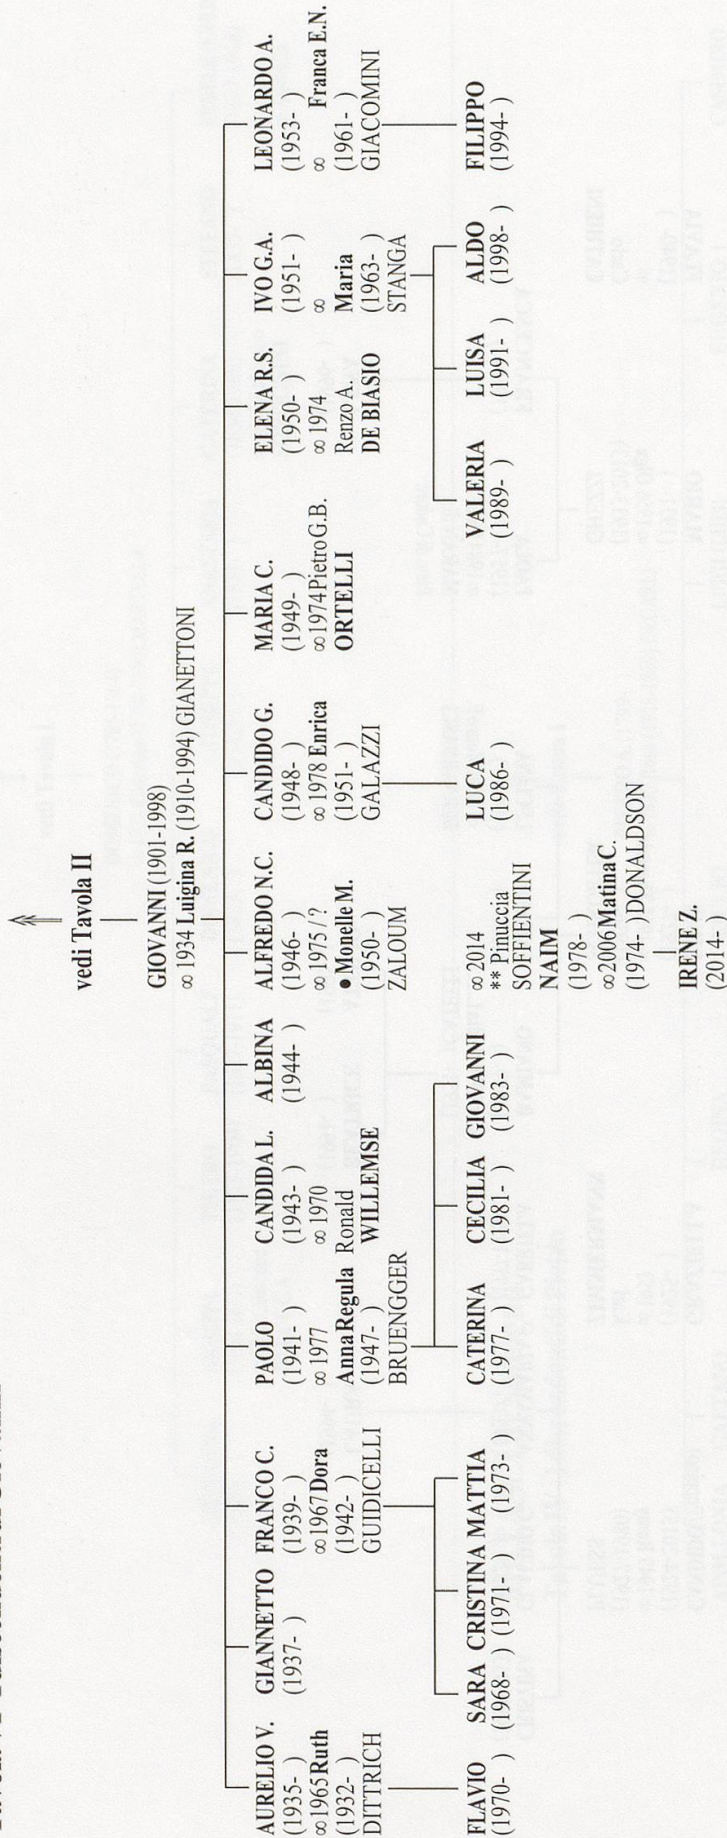 vedi Tavola II
GIOVANNI (1901-1998)
∞ 1934 Luigina R. (1910-1994) GIANETTONI
AURELIO V.
(1935- )
∞ 1965 Ruth
(1932- )
DITTRICH
FLAVIO
(1970- )
GIANNETTO
(1937- )
FRANCO C.
(1939- )
∞ 1967 Dora
(1942- )
GUIDICELLI
SARA
(1968- )
CRISTINA
(1971- )
MATTIA
(1973- )
PAOLO
(1941- )
∞ 1977
Anna Regula
(1947- )
BRUENGGER
CATERINA
(1977- )
CECILIA
(1981- )
GIOVANNI
(1983- )
CANDIDA L.
(1943- )
∞ 1970
Ronald
WILLEMSE
ALBINA
(1944- )
ALFREDO N.C.
(1946- )
∞ 1975 / ?
● Monelle M.
(1950- )
ZALOUM
∞ 2014
** Pinuccia
SOFFIENTINI
NAIM
(1978- )
∞ 2006 Matina C.
(1974- ) DONALDSON
IRENE Z.
(2014- )
CANDIDO G.
(1948- )
∞ 1978 Enrica
(1951- )
GALAZZI
LUCA
(1986- )
MARIA C.
(1949- )
∞ 1974 Pietro G.B.
ORTELLI
ELENA R.S.
(1950- )
∞ 1974
Renzo A.
DE BIASIO
IVO G.A.
(1951- )
∞
Maria
(1963- )
STANGA
VALERIA
(1989- )
LUISA
(1991- )
ALDO
(1998- )
LEONARDO A.
(1953- )
∞ Franca E.N.
(1961- )
GIACOMINI
FILIPPO
(1994- )